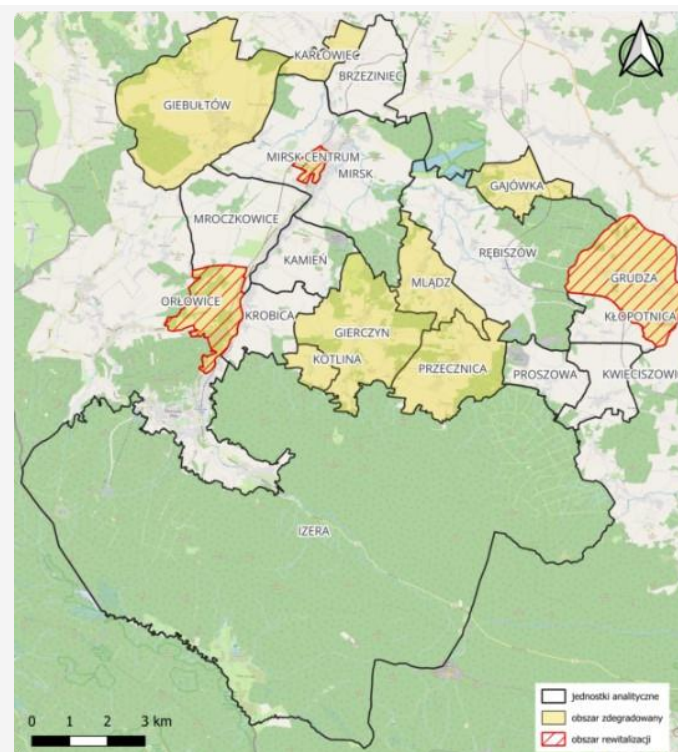 KARŁOWIEC
BRZEZINIEC
GIEBUŁTÓW
MIRSK-CENTRUM
MIRSK
GAJÓWKA
MROCZKOWICE
RĘBISZÓW
KAMIEŃ
MLĄDZ
GRUDZA
ORŁOWICE
KROBICA
GIERCZYN
KŁOPOTNICA
KOTLINA
PRZECZNICA
PROSZOWA
KWIECISZOWI
IZERA
jednostki analityczne
obszar zdegradowany
obszar rewitalizacji
0 1 2 3 km